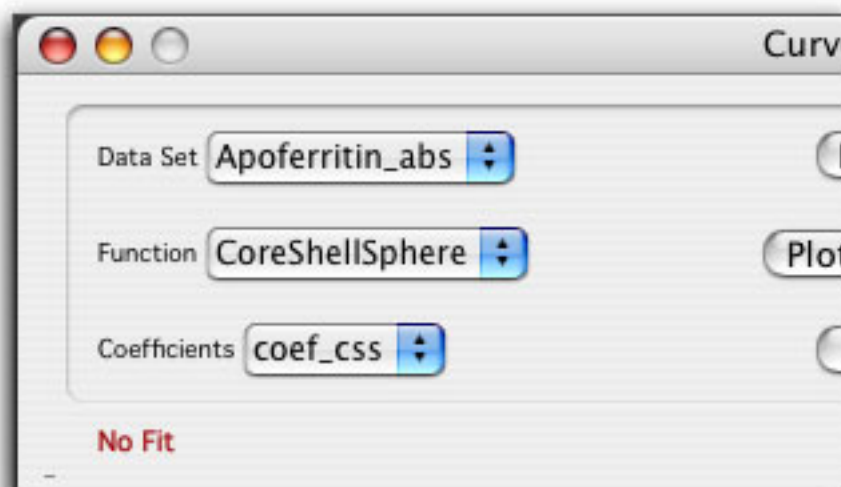 Curv
Data Set Apoferritin_abs
Function CoreShellSphere Plot
Coefficients coef_css
No Fit